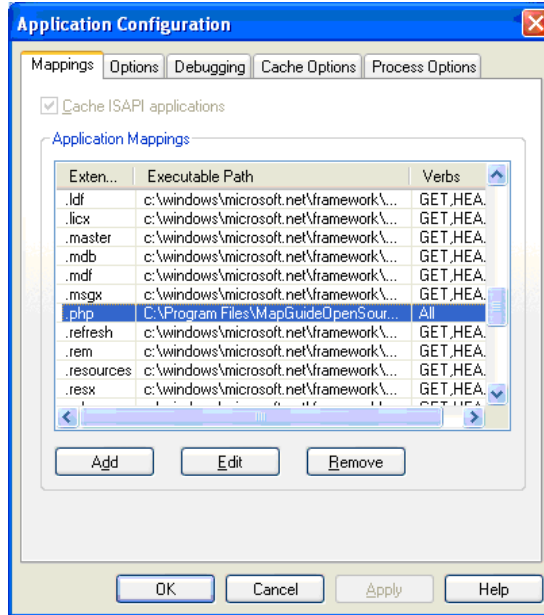 Application Configuration
Mappings Options Debugging Cache Options Process Options
Cache ISAPI applications
Application Mappings
Exten... Executable Path Verbs
.ldf c:\windows\microsoft.net\framework\... GET,HEA.
.licx c:\windows\microsoft.net\framework\... GET,HEA.
.master c:\windows\microsoft.net\framework\... GET,HEA.
.mdb c:\windows\microsoft.net\framework\... GET,HEA.
.mdf c:\windows\microsoft.net\framework\... GET,HEA.
.msgx c:\windows\microsoft.net\framework\... GET,HEA.
.php C:\Program Files\MapGuideOpenSour... All
.refresh c:\windows\microsoft.net\framework\... GET,HEA.
.rem c:\windows\microsoft.net\framework\... GET,HEA.
.resources c:\windows\microsoft.net\framework\... GET,HEA.
.resx c:\windows\microsoft.net\framework\... GET,HEA.
Add Edit Remove
OK Cancel Apply Help